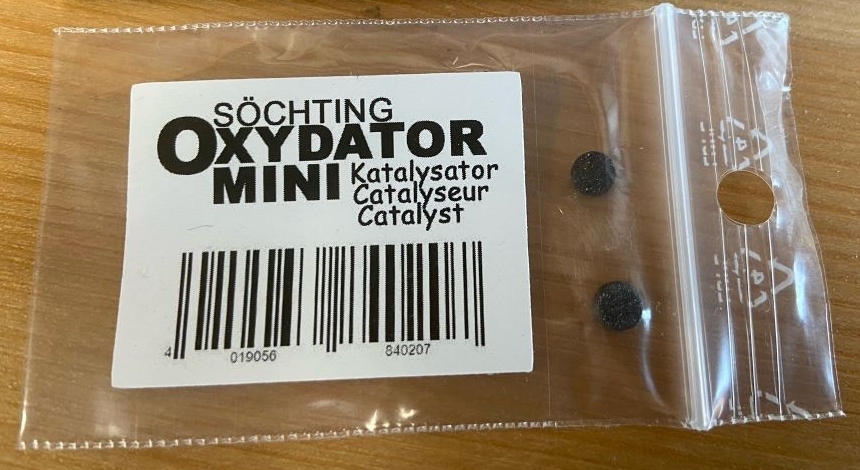 SÖCHTING
OXYDATOR
MINI Katalysator
Catalyseur
Catalyst
4 019056 840207